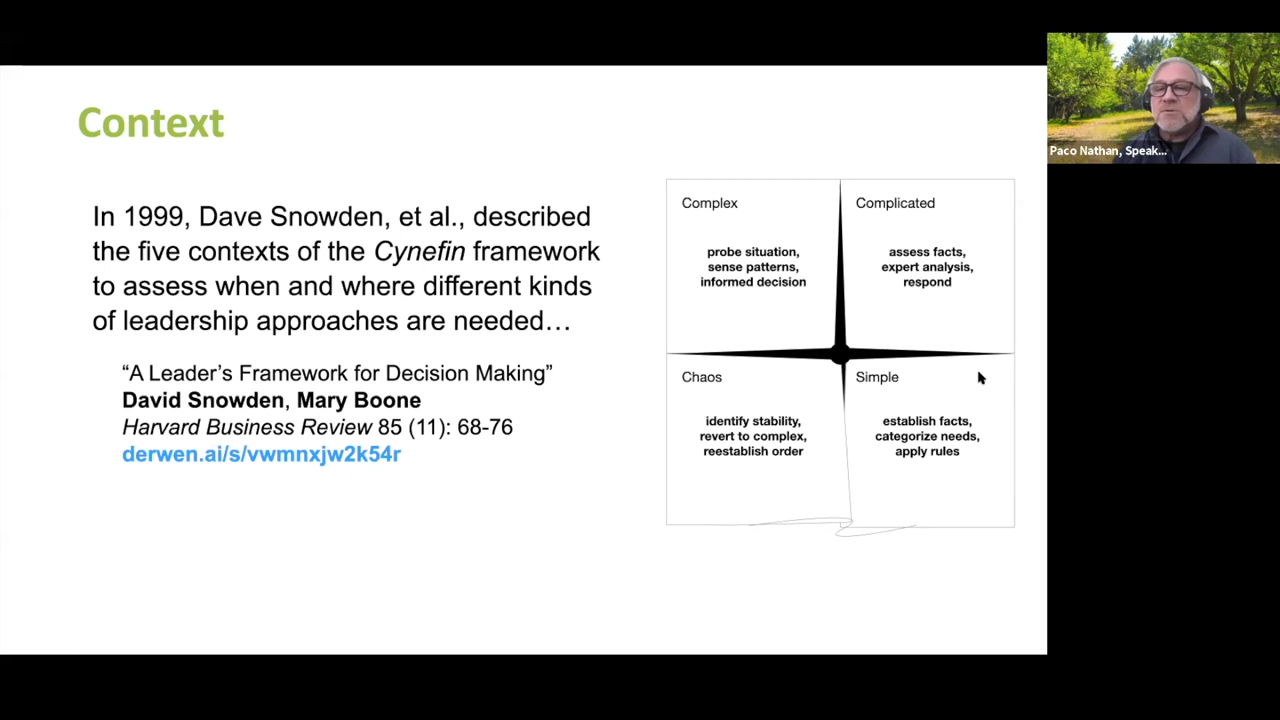 Context
In 1999, Dave Snowden, et al., described
the five contexts of the Cynefin framework
to assess when and where different kinds
of leadership approaches are needed…
“A Leader’s Framework for Decision Making”
David Snowden, Mary Boone
Harvard Business Review 85 (11): 68-76
derwen.ai/s/vwmnxjw2k54r
Complex
probe situation,
sense patterns,
informed decision
Complicated
assess facts,
expert analysis,
respond
Chaos
identify stability,
revert to complex,
reestablish order
Simple
establish facts,
categorize needs,
apply rules
Paco Nathan, Speak...